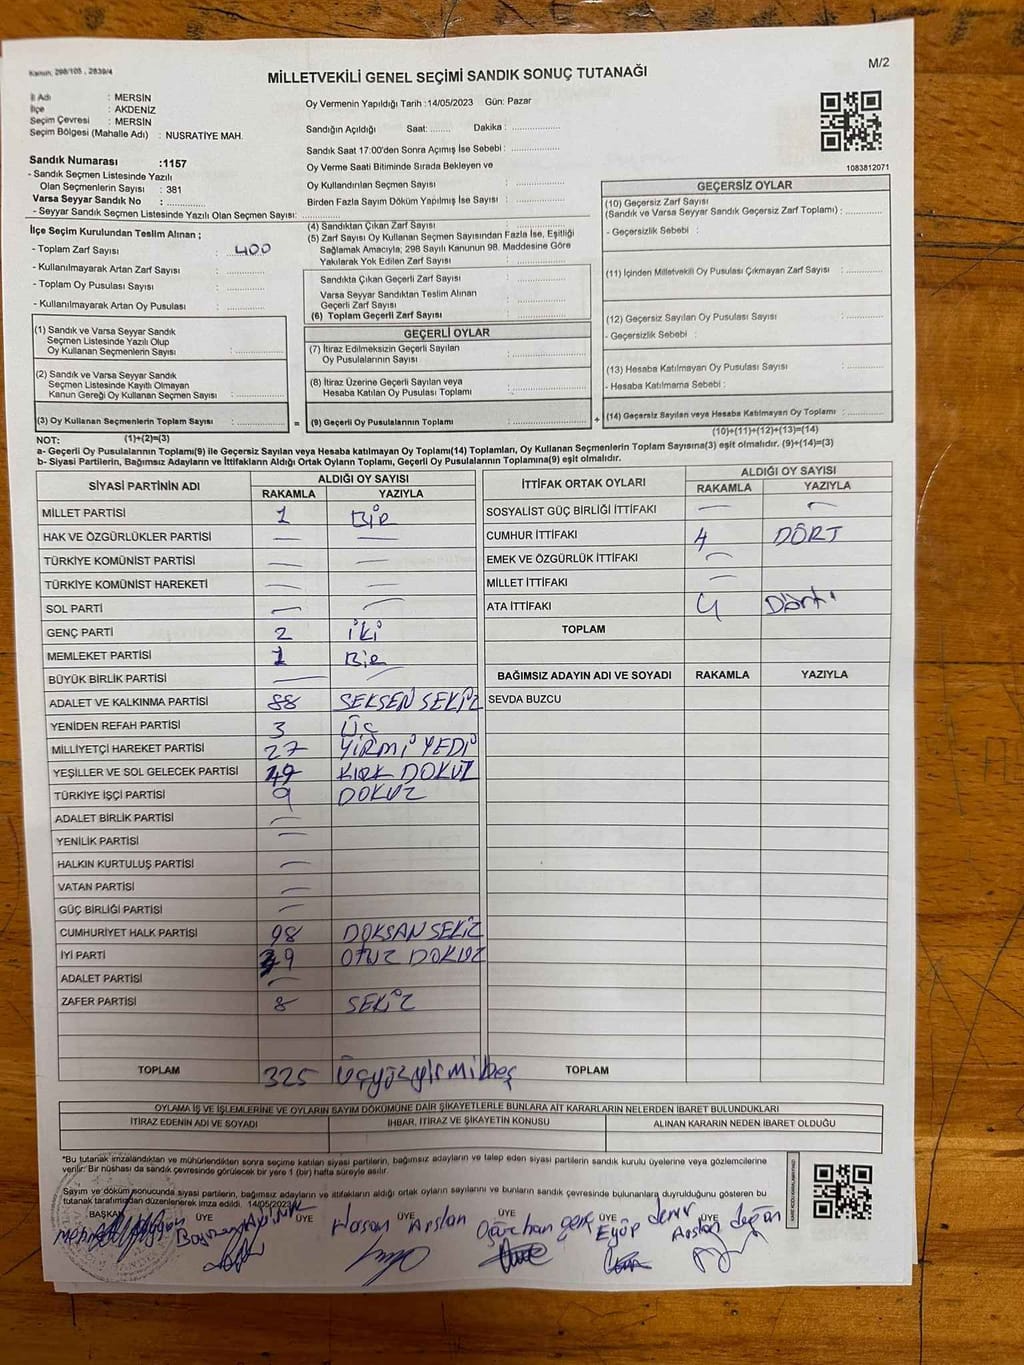 Kanun, 298/105 , 2839/4
M/2
MİLLETVEKİLİ GENEL SEÇİMİ SANDIK SONUÇ TUTANAĞI
İl Adı : MERSİN
İlçe : AKDENİZ
Seçim Çevresi : MERSİN
Seçim Bölgesi (Mahalle Adı) : NUSRATİYE MAH.
Sandık Numarası :1157
- Sandık Seçmen Listesinde Yazılı
Olan Seçmenlerin Sayısı : 381
Varsa Seyyar Sandık No : ............
- Seyyar Sandık Seçmen Listesinde Yazılı Olan Seçmen Sayısı: ............
İlçe Seçim Kurulundan Teslim Alınan ;
- Toplam Zarf Sayısı : 400
- Kullanılmayarak Artan Zarf Sayısı : ............
- Toplam Oy Pusulası Sayısı : ............
- Kullanılmayarak Artan Oy Pusulası : ............
(1) Sandık ve Varsa Seyyar Sandık
Seçmen Listesinde Yazılı Olup
Oy Kullanan Seçmenlerin Sayısı : ............
(2) Sandık ve Varsa Seyyar Sandık
Seçmen Listesinde Kayıtlı Olmayan
Kanun Gereği Oy Kullanan Seçmen Sayısı : ............
(3) Oy Kullanan Seçmenlerin Toplam Sayısı : ............ =
(1)+(2)=(3)
Oy Vermenin Yapıldığı Tarih :14/05/2023 Gün: Pazar
Sandığın Açıldığı Saat: ........ Dakika : ............
Sandık Saat 17:00'den Sonra Açımış İse Sebebi : ............
Oy Verme Saati Bitiminde Sırada Bekleyen ve
Oy Kullandırılan Seçmen Sayısı : ............
Birden Fazla Sayım Döküm Yapılmış İse Sayısı : ............
(4) Sandıktan Çıkan Zarf Sayısı : ............
(5) Zarf Sayısı Oy Kullanan Seçmen Sayısından Fazla İse, Eşitliği
Sağlamak Amacıyla; 298 Sayılı Kanunun 98. Maddesine Göre
Yakılarak Yok Edilen Zarf Sayısı : ............
Sandıkta Çıkan Geçerli Zarf Sayısı : ............
Varsa Seyyar Sandıktan Teslim Alınan
Geçerli Zarf Sayısı : ............
(6) Toplam Geçerli Zarf Sayısı : ............
GEÇERLİ OYLAR
(7) İtiraz Edilmeksizin Geçerli Sayılan
Oy Pusulalarının Sayısı : ............
(8) İtiraz Üzerine Geçerli Sayılan veya
Hesaba Katılan Oy Pusulası Toplamı : ............
(9) Geçerli Oy Pusulalarının Toplamı : ............ +
1083812071
GEÇERSİZ OYLAR
(10) Geçersiz Zarf Sayısı
(Sandık ve Varsa Seyyar Sandık Geçersiz Zarf Toplamı) : ............
- Geçersizlik Sebebi :
(11) İçinden Milletvekili Oy Pusulası Çıkmayan Zarf Sayısı : ............
(12) Geçersiz Sayılan Oy Pusulası Sayısı : ............
- Geçersizlik Sebebi :
(13) Hesaba Katılmayan Oy Pusulası Sayısı : ............
- Hesaba Katılmama Sebebi :
(14) Geçersiz Sayılan veya Hesaba Katılmayan Oy Toplamı : ............
(10)+(11)+(12)+(13)=(14)
NOT:
a- Geçerli Oy Pusulalarının Toplamı(9) ile Geçersiz Sayılan veya Hesaba katılmayan Oy Toplamı(14) Toplamları, Oy Kullanan Seçmenlerin Toplam Sayısına(3) eşit olmalıdır. (9)+(14)=(3)
b- Siyasi Partilerin, Bağımsız Adayların ve İttifakların Aldığı Ortak Oyların Toplamı, Geçerli Oy Pusulalarının Toplamına(9) eşit olmalıdır.
SİYASİ PARTİNİN ADI ALDIĞI OY SAYISI
RAKAMLA YAZIYLA
MİLLET PARTİSİ 1 Bir
HAK VE ÖZGÜRLÜKLER PARTİSİ — —
TÜRKİYE KOMÜNİST PARTİSİ — —
TÜRKİYE KOMÜNİST HAREKETİ — —
SOL PARTİ — —
GENÇ PARTİ 2 iki
MEMLEKET PARTİSİ 1 Bir
BÜYÜK BİRLİK PARTİSİ — —
ADALET VE KALKINMA PARTİSİ 88 SEKSEN SEKİZ
YENİDEN REFAH PARTİSİ 3 ÜÇ
MİLLİYETÇİ HAREKET PARTİSİ 27 YİRMİ YEDİ
YEŞİLLER VE SOL GELECEK PARTİSİ 49 KIRK DOKUZ
TÜRKİYE İŞÇİ PARTİSİ 9 DOKUZ
ADALET BİRLİK PARTİSİ —
YENİLİK PARTİSİ —
HALKIN KURTULUŞ PARTİSİ —
VATAN PARTİSİ —
GÜÇ BİRLİĞİ PARTİSİ —
CUMHURİYET HALK PARTİSİ 98 DOKSAN SEKİZ
İYİ PARTİ 39 OTUZ DOKUZ
ADALET PARTİSİ —
ZAFER PARTİSİ 8 SEKİZ
TOPLAM 325 Üçyüzyirmibeş
İTTİFAK ORTAK OYLARI ALDIĞI OY SAYISI
RAKAMLA YAZIYLA
SOSYALİST GÜÇ BİRLİĞİ İTTİFAKI — —
CUMHUR İTTİFAKI 4 DÖRT
EMEK VE ÖZGÜRLÜK İTTİFAKI —
MİLLET İTTİFAKI —
ATA İTTİFAKI 4 Dört
TOPLAM
BAĞIMSIZ ADAYIN ADI VE SOYADI RAKAMLA YAZIYLA
SEVDA BUZCU
TOPLAM
OYLAMA İŞ VE İŞLEMLERİNE VE OYLARIN SAYIM DÖKÜMÜNE DAİR ŞİKAYETLERLE BUNLARA AİT KARARLARIN NELERDEN İBARET BULUNDUKLARI
İTİRAZ EDENİN ADI VE SOYADI İHBAR, İTİRAZ VE ŞİKAYETİN KONUSU ALINAN KARARIN NEDEN İBARET OLDUĞU
"Bu tutanak imzalandıktan ve mühürlendikten sonra seçime katılan siyasi partilerin, bağımsız adayların ve talep eden siyasi partilerin sandık kurulu üyelerine veya gözlemcilerine
verilir. Bir nüshası da sandık çevresinde görülecek bir yere 1 (bir) hafta süreyle asılır.
Sayım ve döküm sonucunda siyasi partilerin, bağımsız adayların ve ittifakların aldığı ortak oyların sayılarını ve bunların sandık çevresinde bulunanlara duyrulduğunu gösteren bu
tutanak tarafımızdan düzenlenerek imza edildi. 14/05/2023
BAŞKAN ÜYE ÜYE ÜYE ÜYE ÜYE ÜYE
Hasan Arslan Oğuzhan genç Eyüp demir Arslan doğan